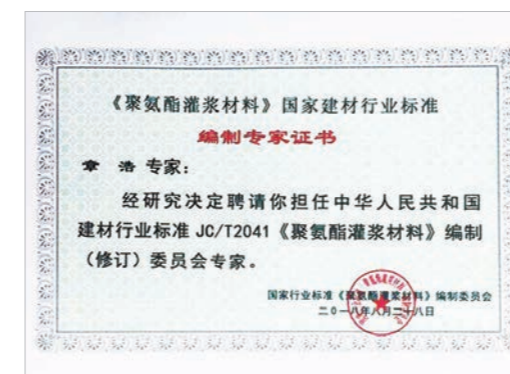 《聚氨酯灌浆材料》国家建材行业标准
编制专家证书
章 浩 专家：
经研究决定聘请你担任中华人民共和国
建材行业标准 JC/T2041《聚氨酯灌浆材料》编制
（修订）委员会专家。
国家行业标准《聚氨酯灌浆材料》编制委员会
二０一八年八月二十八日